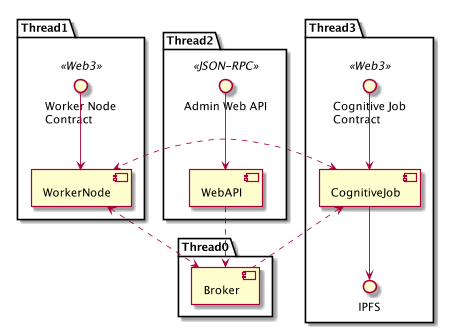 Thread1
Thread2
Thread3
«Web3»
«JSON-RPC»
«Web3»
Worker Node
Contract
Admin Web API
Cognitive Job
Contract
WorkerNode
WebAPI
CognitiveJob
Thread0
Broker
IPFS